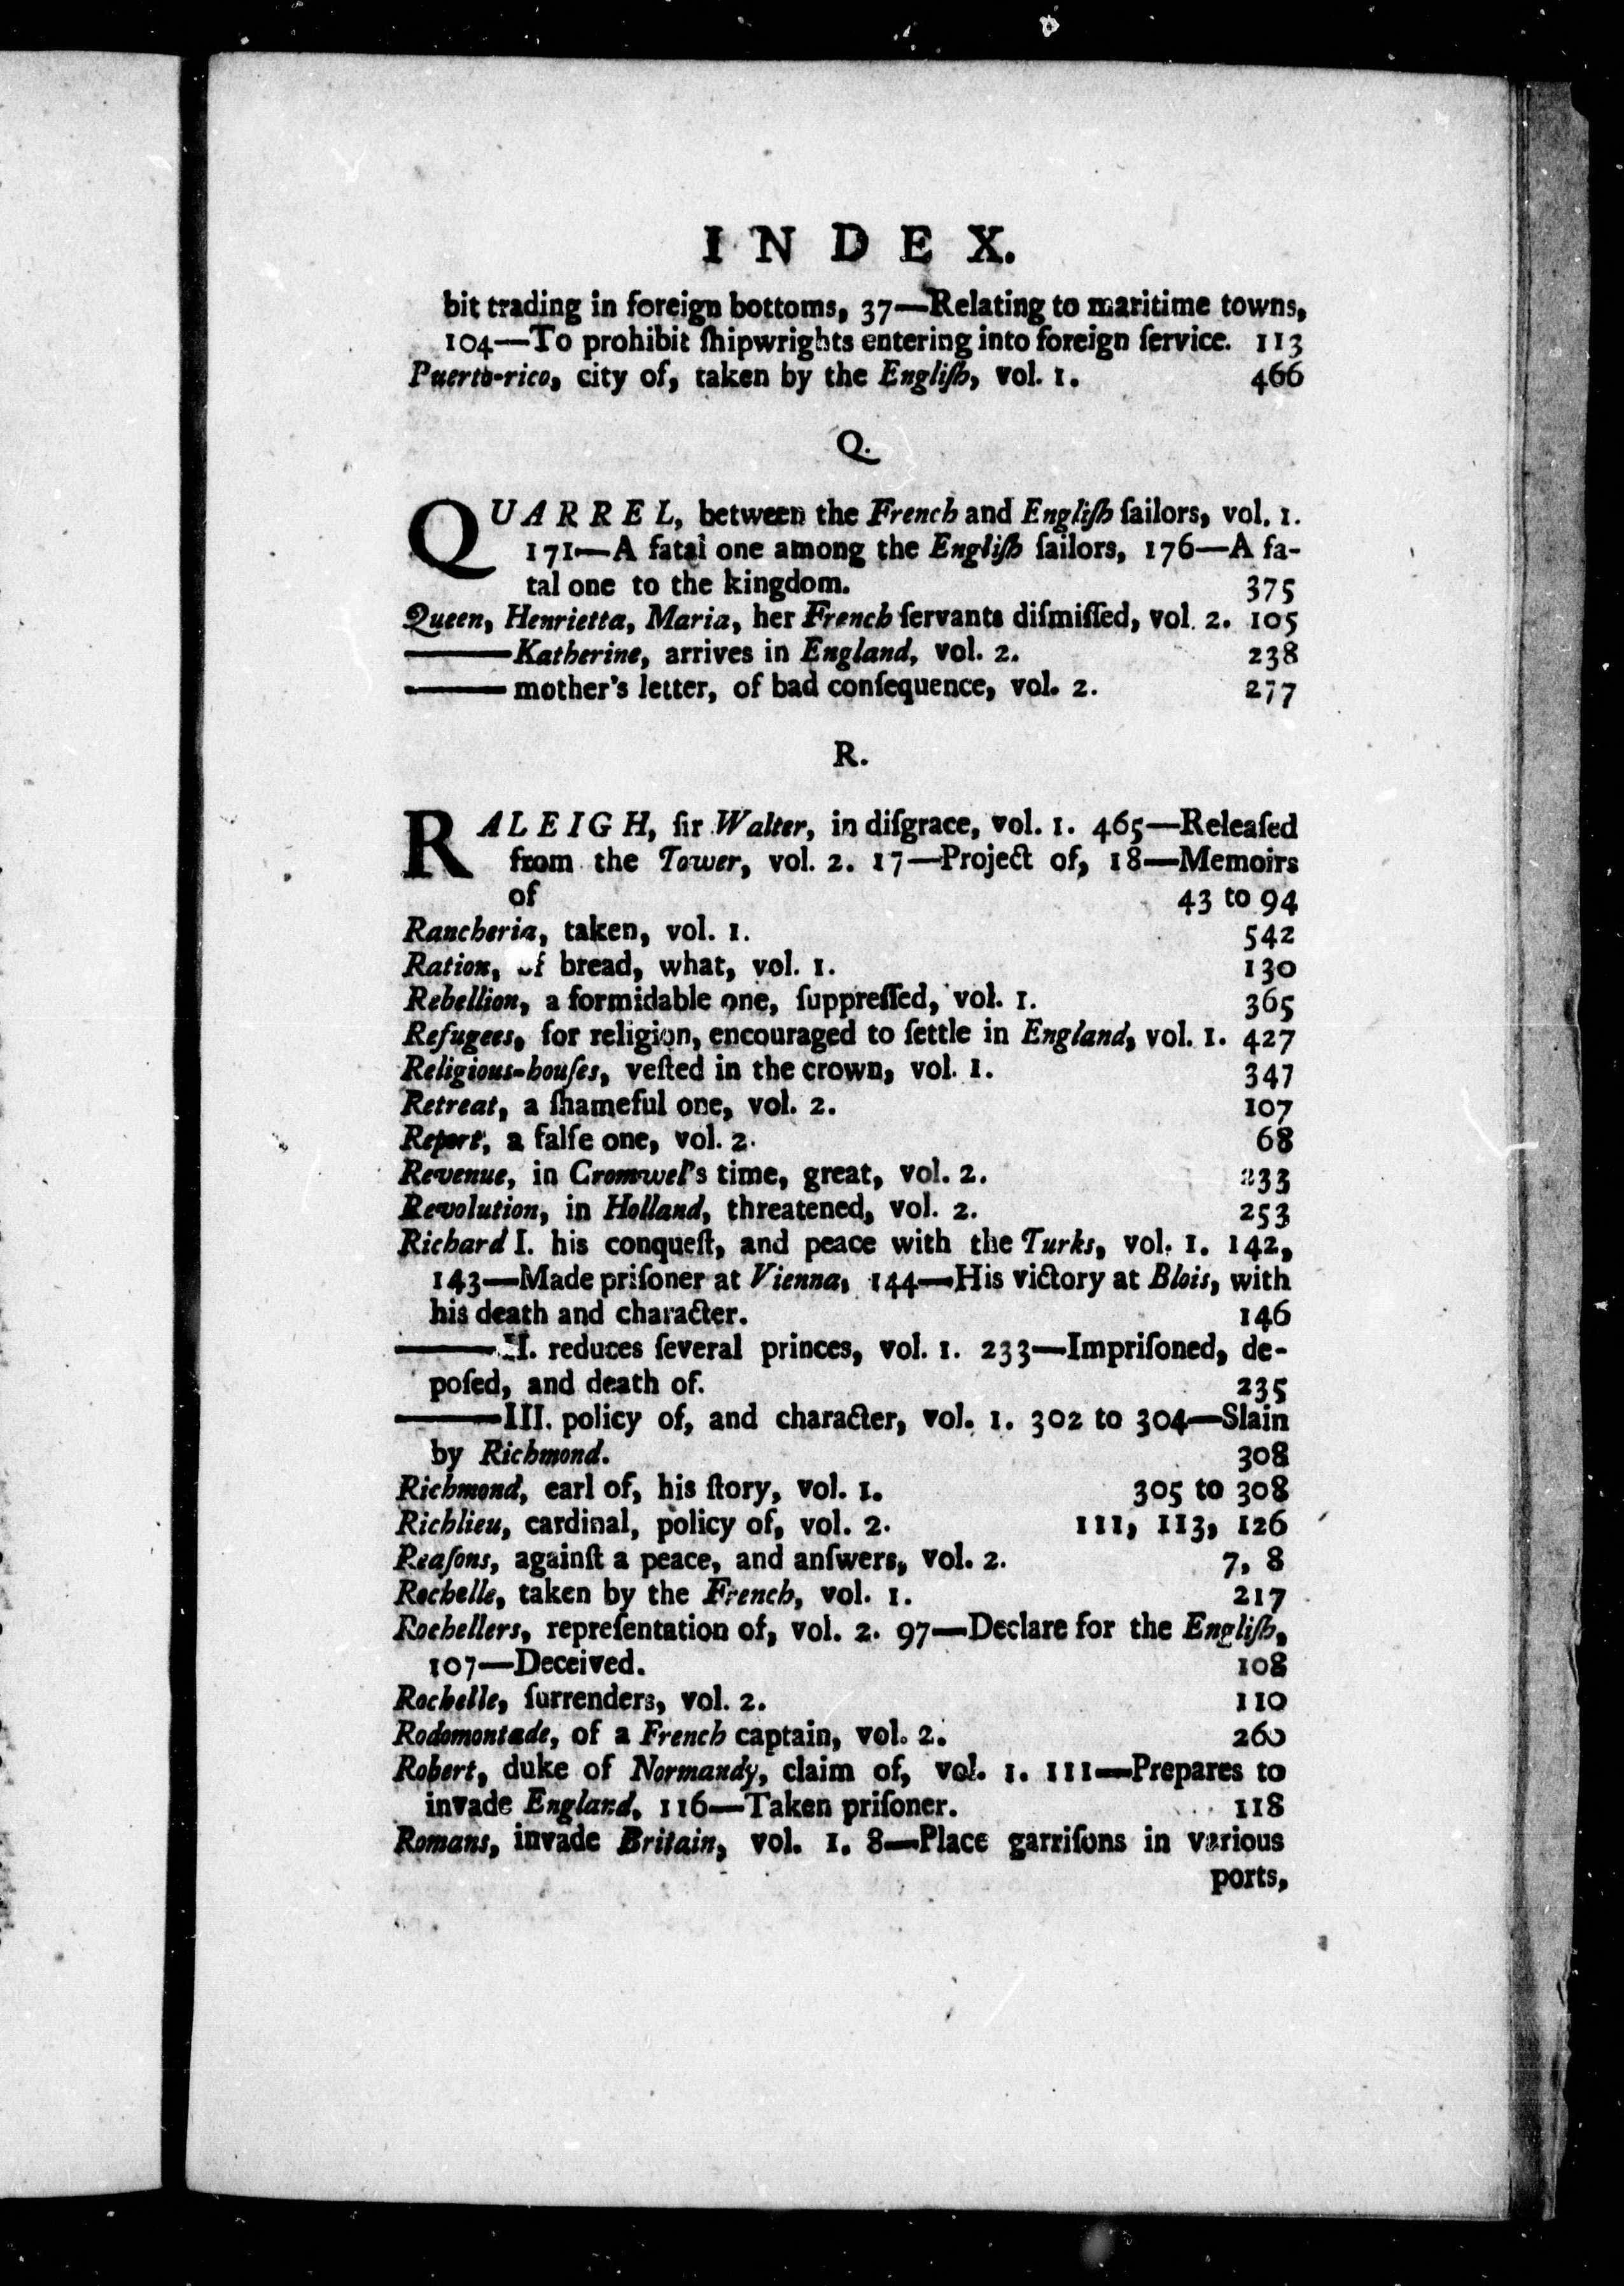 INDEX.
bit trading in foreign bottoms, 37—Relating to maritime towns,
104—To prohibit ſhipwrights entering into foreign ſervice. 113
Puerto-rico, city of, taken by the Engliſh, vol. 1. 466
Q.
QUARREL, between the French and Engliſh ſailors, vol. 1.
171—A fatal one among the Engliſh ſailors, 176—A fa-
tal one to the kingdom. 375
Queen, Henrietta, Maria, her French ſervants diſmiſſed, vol. 2. 105
———Katherine, arrives in England, vol. 2. 238
———mother's letter, of bad conſequence, vol. 2. 277
R.
RALEIGH, ſir Walter, in diſgrace, vol. 1. 465—Releaſed
from the Tower, vol. 2. 17—Project of, 18—Memoirs
of 43 to 94
Rancheria, taken, vol. 1. 542
Ration, of bread, what, vol. 1. 130
Rebellion, a formidable one, ſuppreſſed, vol. 1. 365
Refugees, for religion, encouraged to ſettle in England, vol. 1. 427
Religious-houſes, veſted in the crown, vol. 1. 347
Retreat, a ſhameful one, vol. 2. 107
Report, a falſe one, vol. 2. 68
Revenue, in Cromwel's time, great, vol. 2. 233
Revolution, in Holland, threatened, vol. 2. 253
Richard I. his conqueſt, and peace with the Turks, vol. 1. 142,
143—Made priſoner at Vienna, 144—His victory at Blois, with
his death and character. 146
———II. reduces ſeveral princes, vol. 1. 233—Impriſoned, de-
poſed, and death of. 235
———III. policy of, and character, vol. 1. 302 to 304—Slain
by Richmond. 308
Richmond, earl of, his ſtory, vol. 1. 305 to 308
Richlieu, cardinal, policy of, vol. 2. 111, 113, 126
Reaſons, againſt a peace, and anſwers, vol. 2. 7, 8
Rochelle, taken by the French, vol. 1. 217
Rochellers, repreſentation of, vol. 2. 97—Declare for the Engliſh,
107—Deceived. 108
Rochelle, ſurrenders, vol. 2. 110
Rodomontade, of a French captain, vol. 2. 260
Robert, duke of Normandy, claim of, vol. 1. 111—Prepares to
invade England, 116—Taken priſoner. 118
Romans, invade Britain, vol. 1. 8—Place garriſons in various
ports,